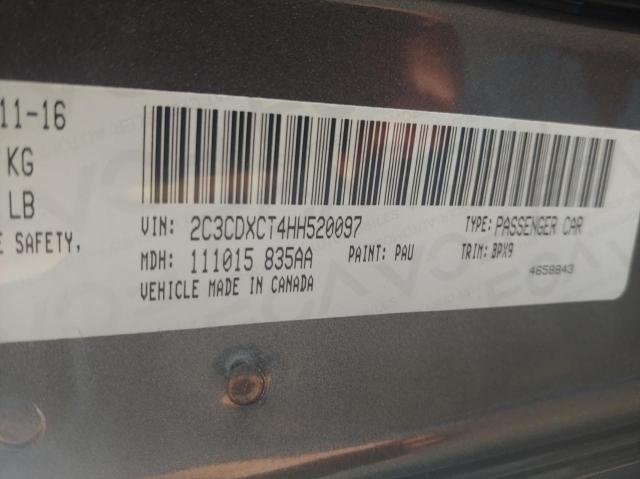 11-16
KG
LB
E SAFETY,
VIN: 2C3CDXCT4HH520097
TYPE: PASSENGER CAR
MDH: 111015 835AA
PAINT: PAU
TRIM: BPX9
VEHICLE MADE IN CANADA
4658843